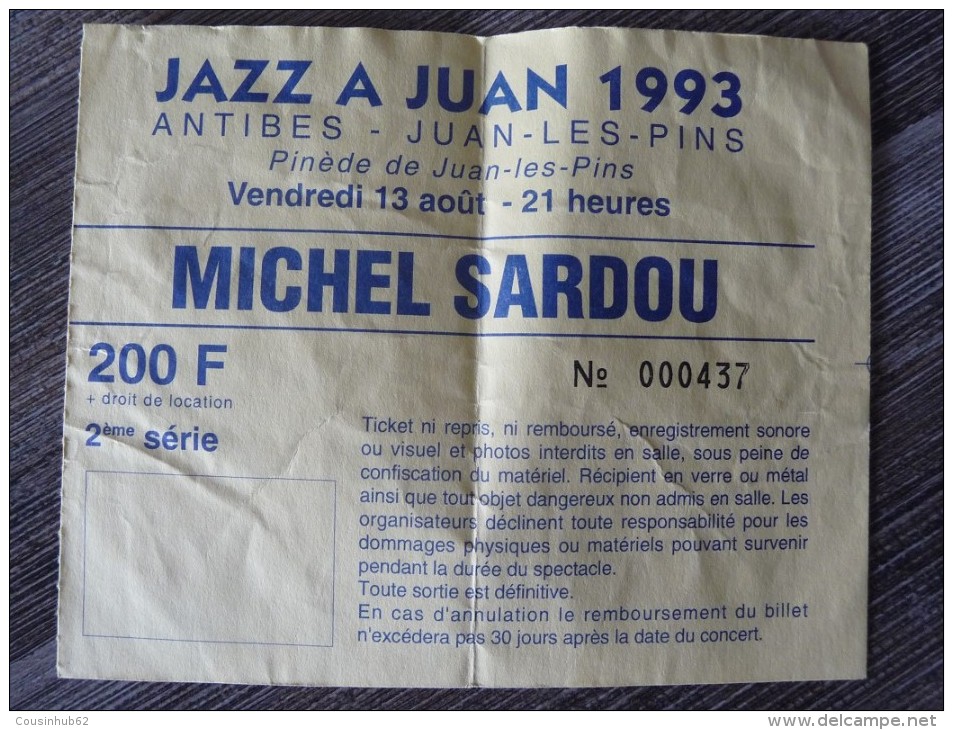 JAZZ A JUAN 1993
ANTIBES - JUAN-LES-PINS
Pinède de Juan-les-Pins
Vendredi 13 août - 21 heures
MICHEL SARDOU
200 F
+ droit de location
2ème série
Nº 000437
Ticket ni repris, ni remboursé, enregistrement sonore
ou visuel et photos interdits en salle, sous peine de
confiscation du matériel. Récipient en verre ou métal
ainsi que tout objet dangereux non admis en salle. Les
organisateurs déclinent toute responsabilité pour les
dommages physiques ou matériels pouvant survenir
pendant la durée du spectacle.
Toute sortie est définitive.
En cas d'annulation le remboursement du billet
n'excédera pas 30 jours après la date du concert.
Cousinhub62
delcampe.net